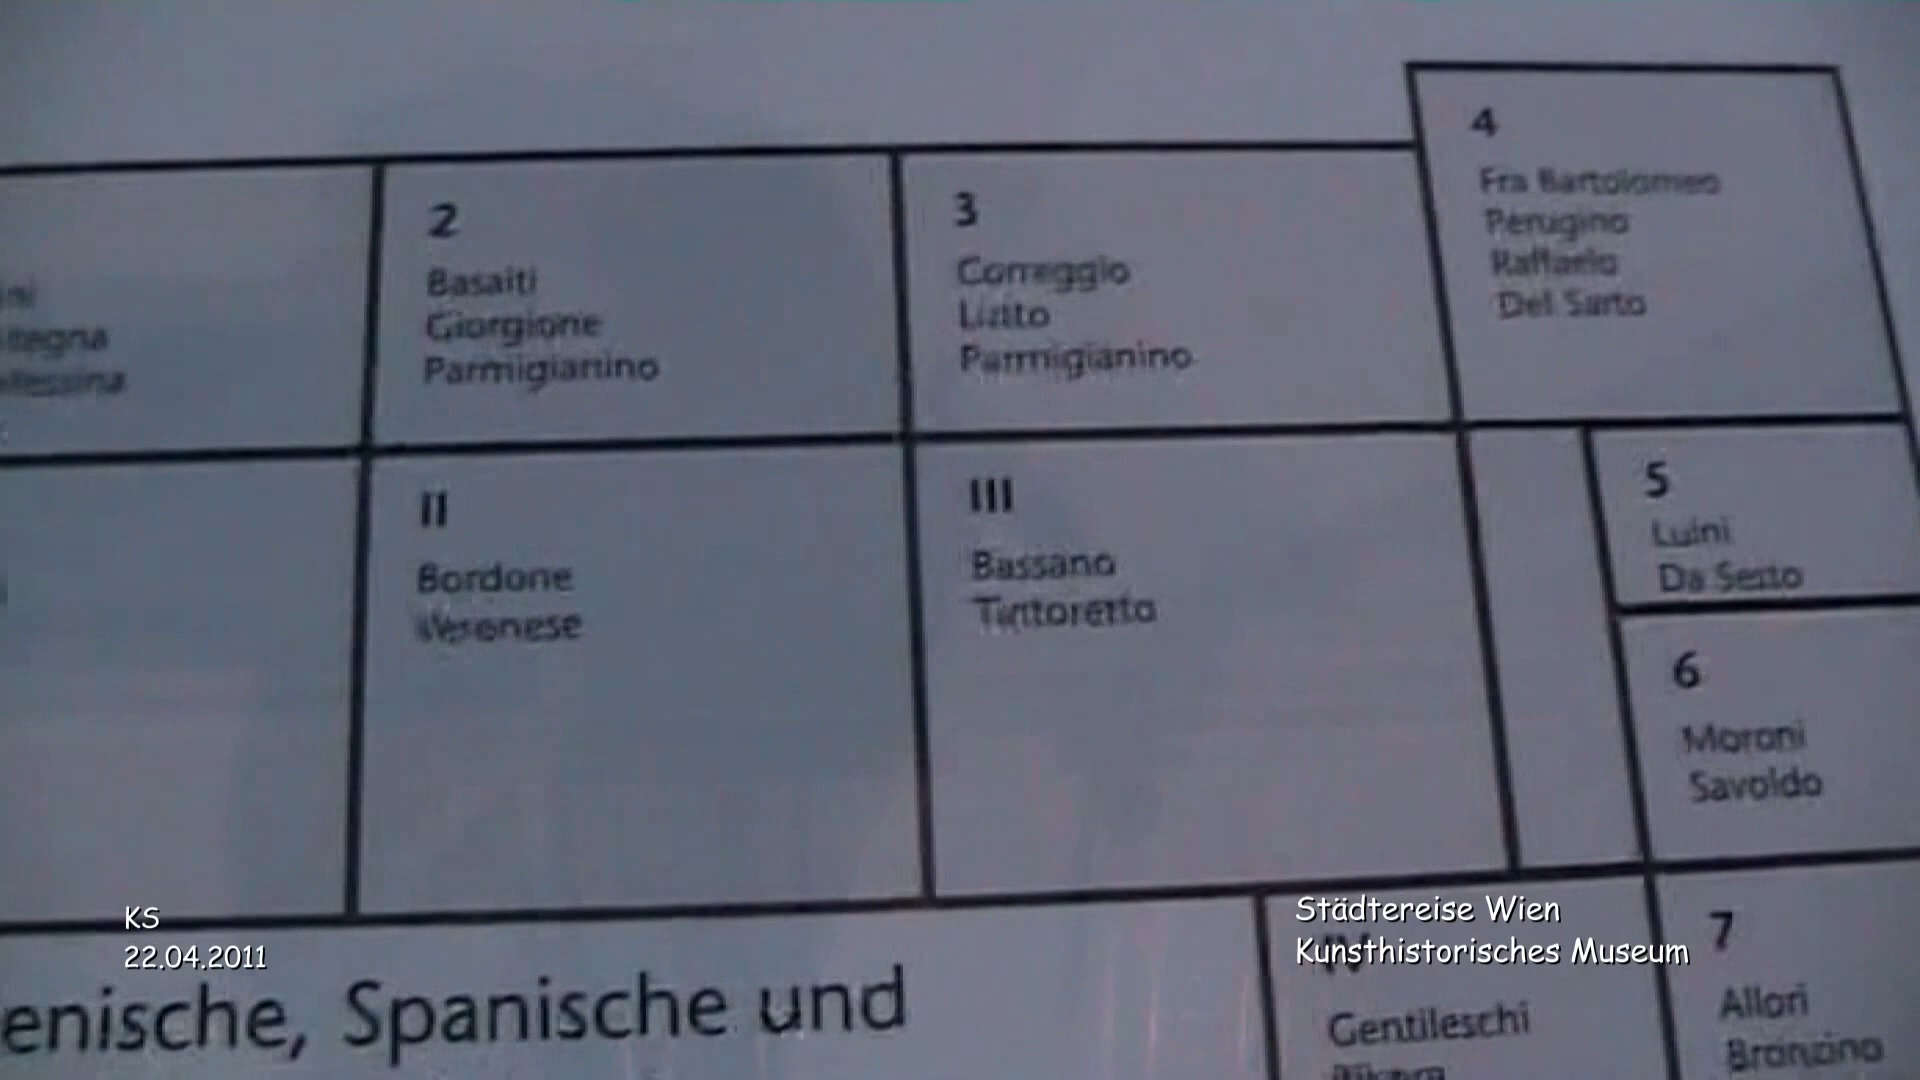 4
Fra Bartolomeo
Perugino
Raffaelo
Del Sarto
2
Basaiti
Giorgione
Parmigianino
3
Correggio
Parmigianino
II
Bordone
Veronese
III
Bassano
Tintoretto
5
Luini
Da Sesto
6
Moroni
Savoldo
7
Allori
Bronzino
IV
Gentileschi
enische, Spanische und
KS
22.04.2011
Städtereise Wien
Kunsthistorisches Museum